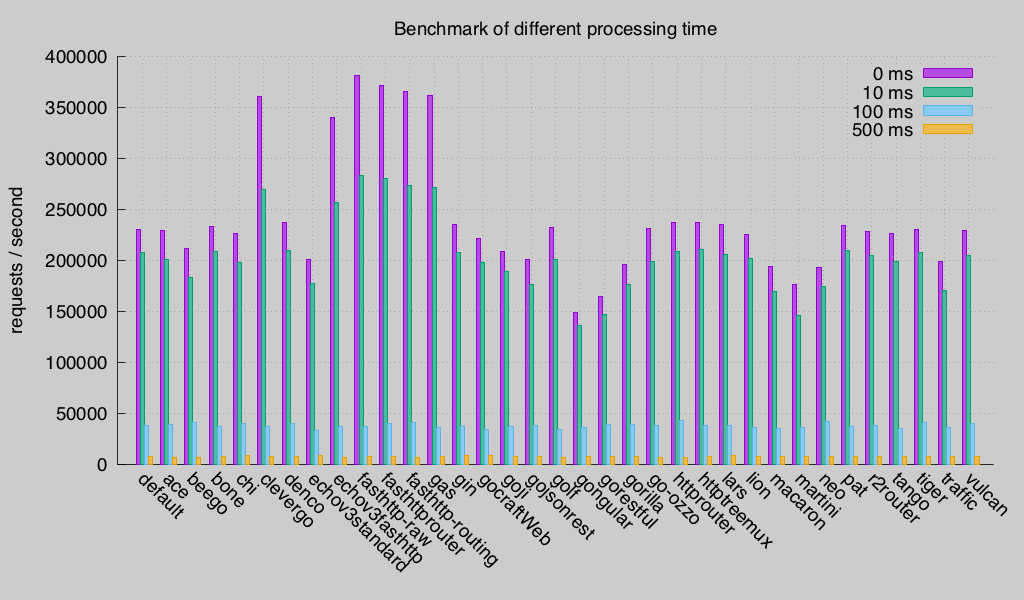 Benchmark of different processing time
400000
350000
300000
250000
200000
150000
100000
50000
0
requests / second
0 ms
10 ms
100 ms
500 ms
default
ace
beego
bone
chi
clevergo
denco
echov3standard
echov3fasthttp
fasthttp-raw
fasthttprouter
fasthttp-routing
gas
gin
gocraftWeb
goji
gojsonrest
golf
gongular
gorestful
gorilla
go-ozzo
httprouter
httptreemux
lars
lion
macaron
martini
neo
pat
r2router
tango
tiger
traffic
vulcan